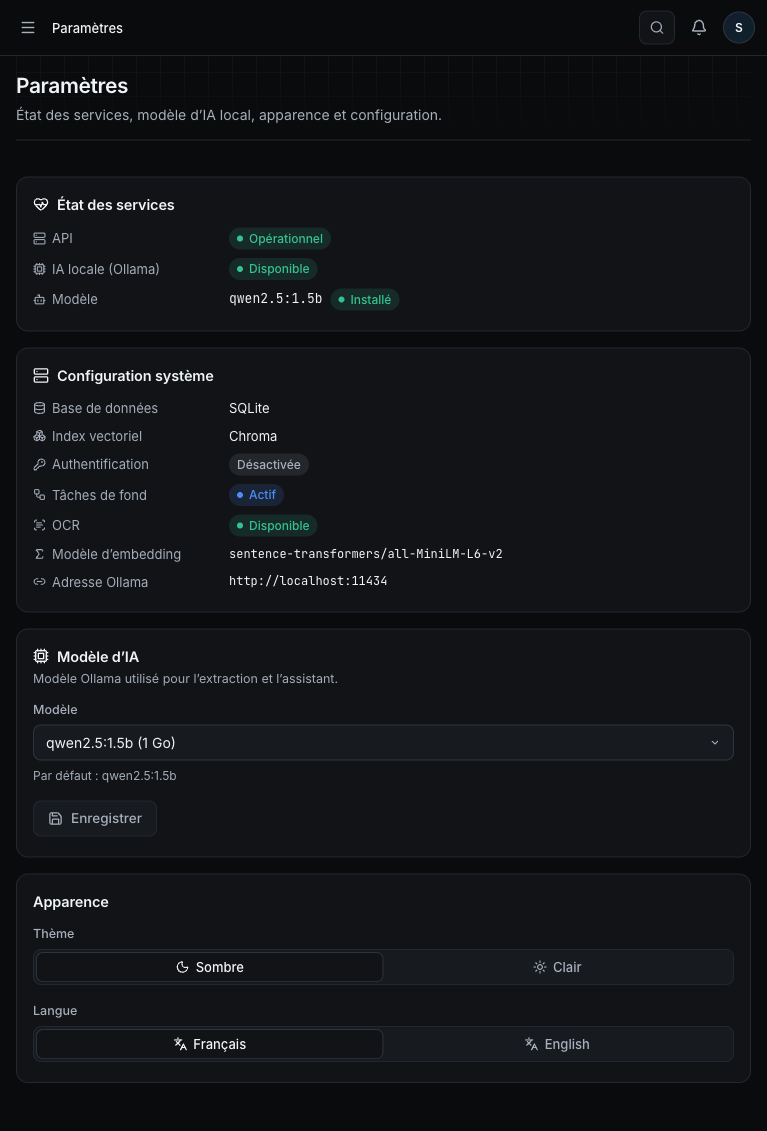 Paramètres
S
Paramètres
État des services, modèle d’IA local, apparence et configuration.
État des services
API Opérationnel
IA locale (Ollama) Disponible
Modèle qwen2.5:1.5b Installé
Configuration système
Base de données SQLite
Index vectoriel Chroma
Authentification Désactivée
Tâches de fond Actif
OCR Disponible
Modèle d’embedding sentence-transformers/all-MiniLM-L6-v2
Adresse Ollama http://localhost:11434
Modèle d’IA
Modèle Ollama utilisé pour l’extraction et l’assistant.
Modèle
qwen2.5:1.5b (1 Go)
Par défaut : qwen2.5:1.5b
Enregistrer
Apparence
Thème
Sombre Clair
Langue
Français English